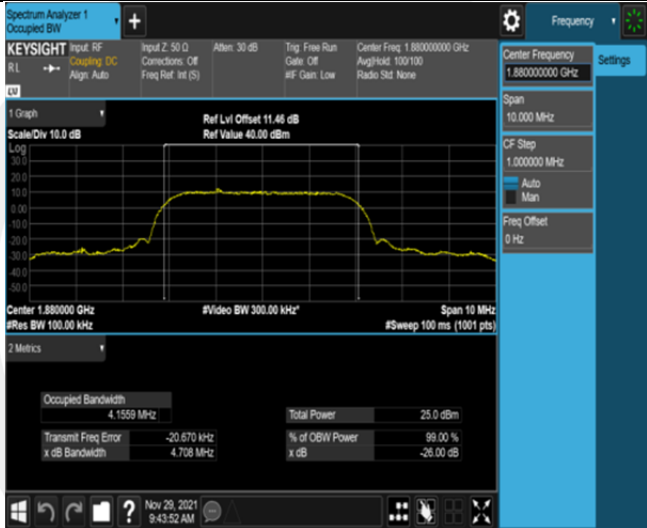 Spectrum Analyzer 1
Occupied BW
+
Frequency
KEYSIGHT
Input: RF
Coupling: DC
Align: Auto
Input Z: 50 Ω
Corrections: Off
Freq Ref: Int (S)
Atten: 30 dB
Trig: Free Run
Gate: Off
#IF Gain: Low
Center Freq: 1.880000000 GHz
Avg|Hold: 100/100
Radio Std: None
RL
LXI
Center Frequency
1.880000000 GHz
Settings
Span
10.000 MHz
CF Step
1.000000 MHz
Auto
Man
Freq Offset
0 Hz
1 Graph
Scale/Div 10.0 dB
Ref Lvl Offset 11.46 dB
Ref Value 40.00 dBm
Log
30.0
20.0
10.0
0.00
-10.0
-20.0
-30.0
-40.0
-50.0
Center 1.880000 GHz
#Res BW 100.00 kHz
#Video BW 300.00 kHz*
Span 10 MHz
#Sweep 100 ms (1001 pts)
2 Metrics
Occupied Bandwidth
4.1559 MHz
Total Power 25.0 dBm
Transmit Freq Error -20.670 kHz
% of OBW Power 99.00 %
x dB Bandwidth 4.708 MHz
x dB -26.00 dB
?
Nov 29, 2021
9:43:52 AM